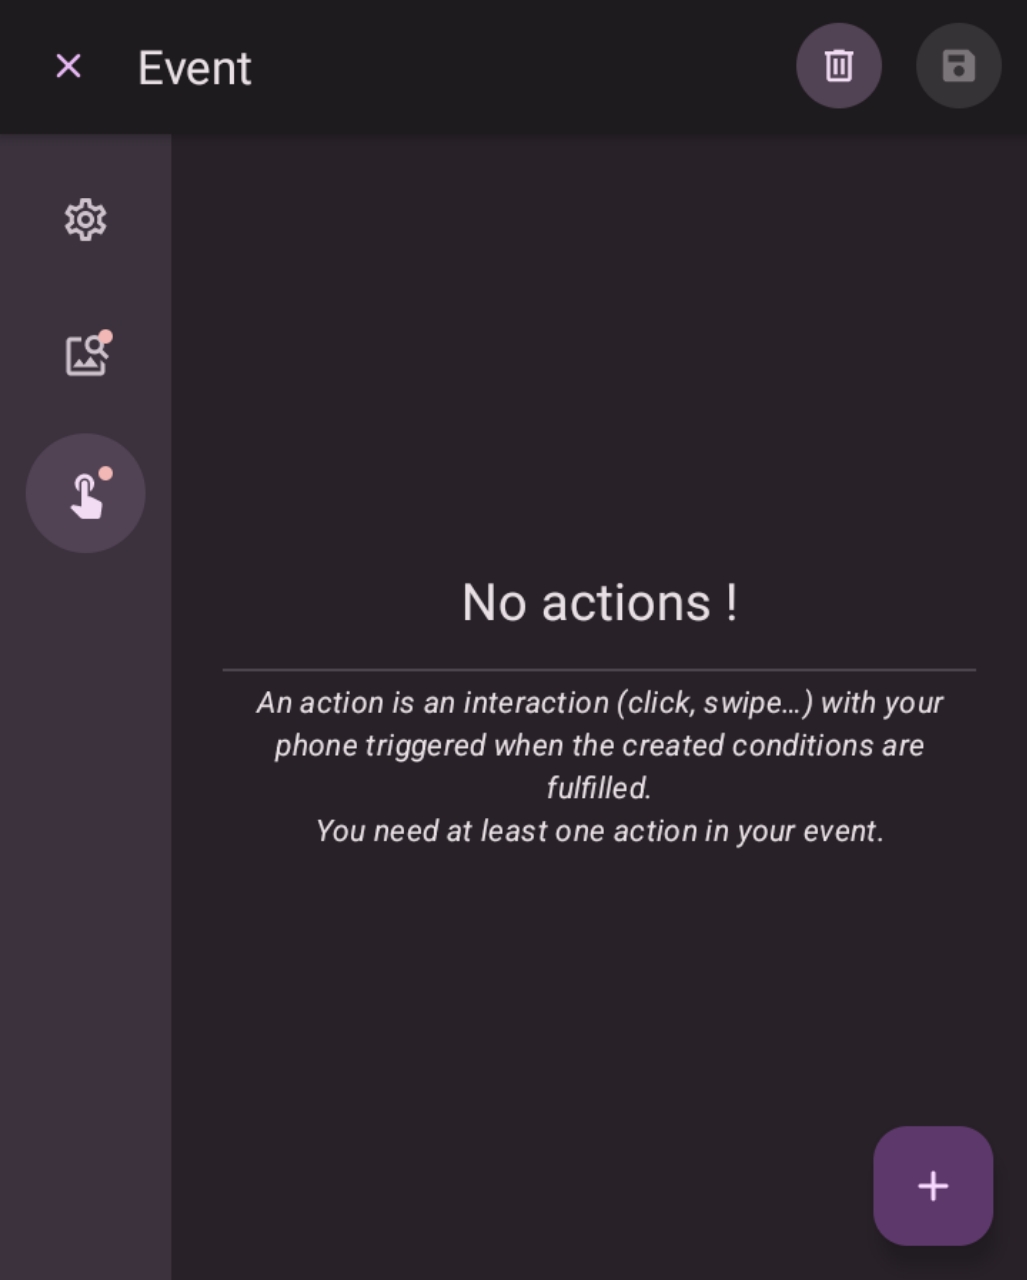 Event
No actions !
An action is an interaction (click, swipe…) with your
phone triggered when the created conditions are
fulfilled.
You need at least one action in your event.